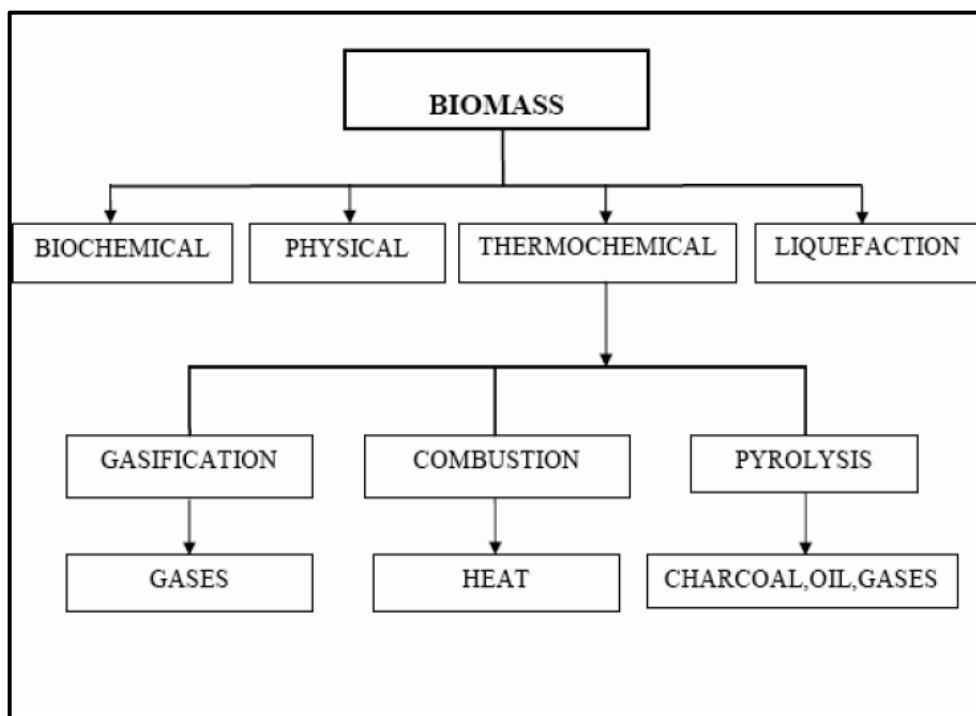 BIOMASS
BIOCHEMICAL
PHYSICAL
THERMOCHEMICAL
LIQUEFACTION
GASIFICATION
COMBUSTION
PYROLYSIS
GASES
HEAT
CHARCOAL,OIL,GASES